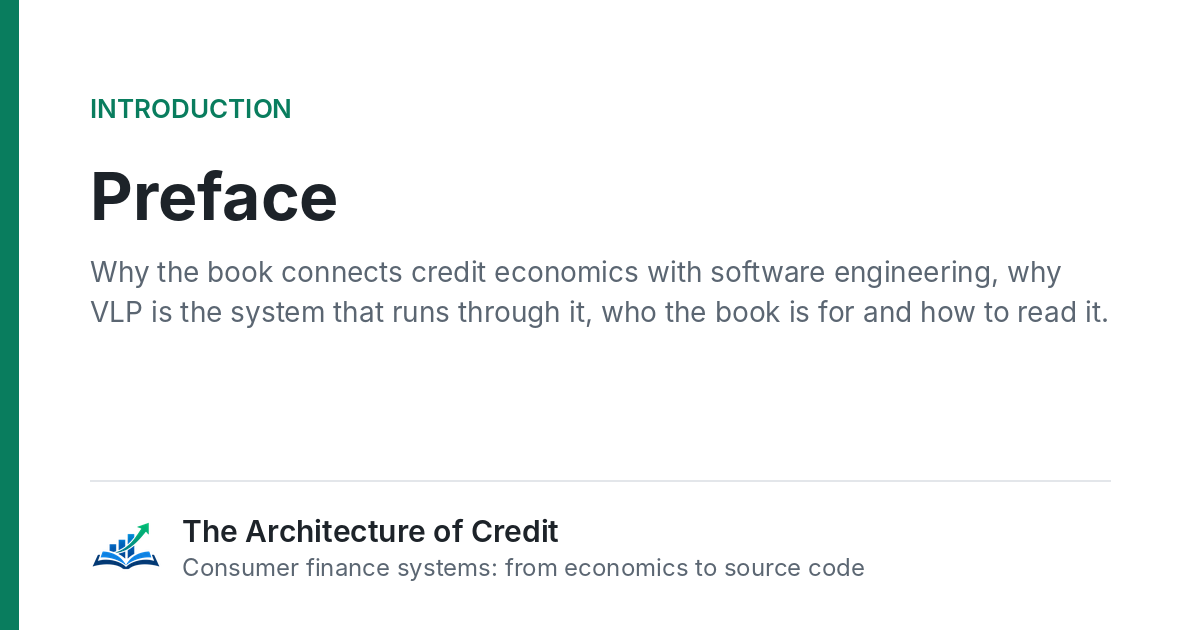 INTRODUCTION
Preface
Why the book connects credit economics with software engineering, why
VLP is the system that runs through it, who the book is for and how to read it.
The Architecture of Credit
Consumer finance systems: from economics to source code